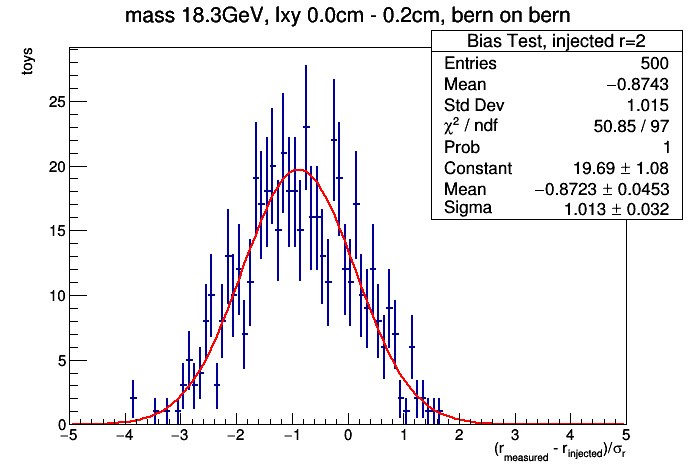 mass 18.3GeV, lxy 0.0cm - 0.2cm, bern on bern
Bias Test, injected r=2
Entries 500
Mean −0.8743
Std Dev 1.015
χ² / ndf 50.85 / 97
Prob 1
Constant 19.69 ± 1.08
Mean −0.8723 ± 0.0453
Sigma 1.013 ± 0.032
toys
25
20
15
10
5
0
−5 −4 −3 −2 −1 0 1 2 3 4 5
(r_measured - r_injected)/σ_r